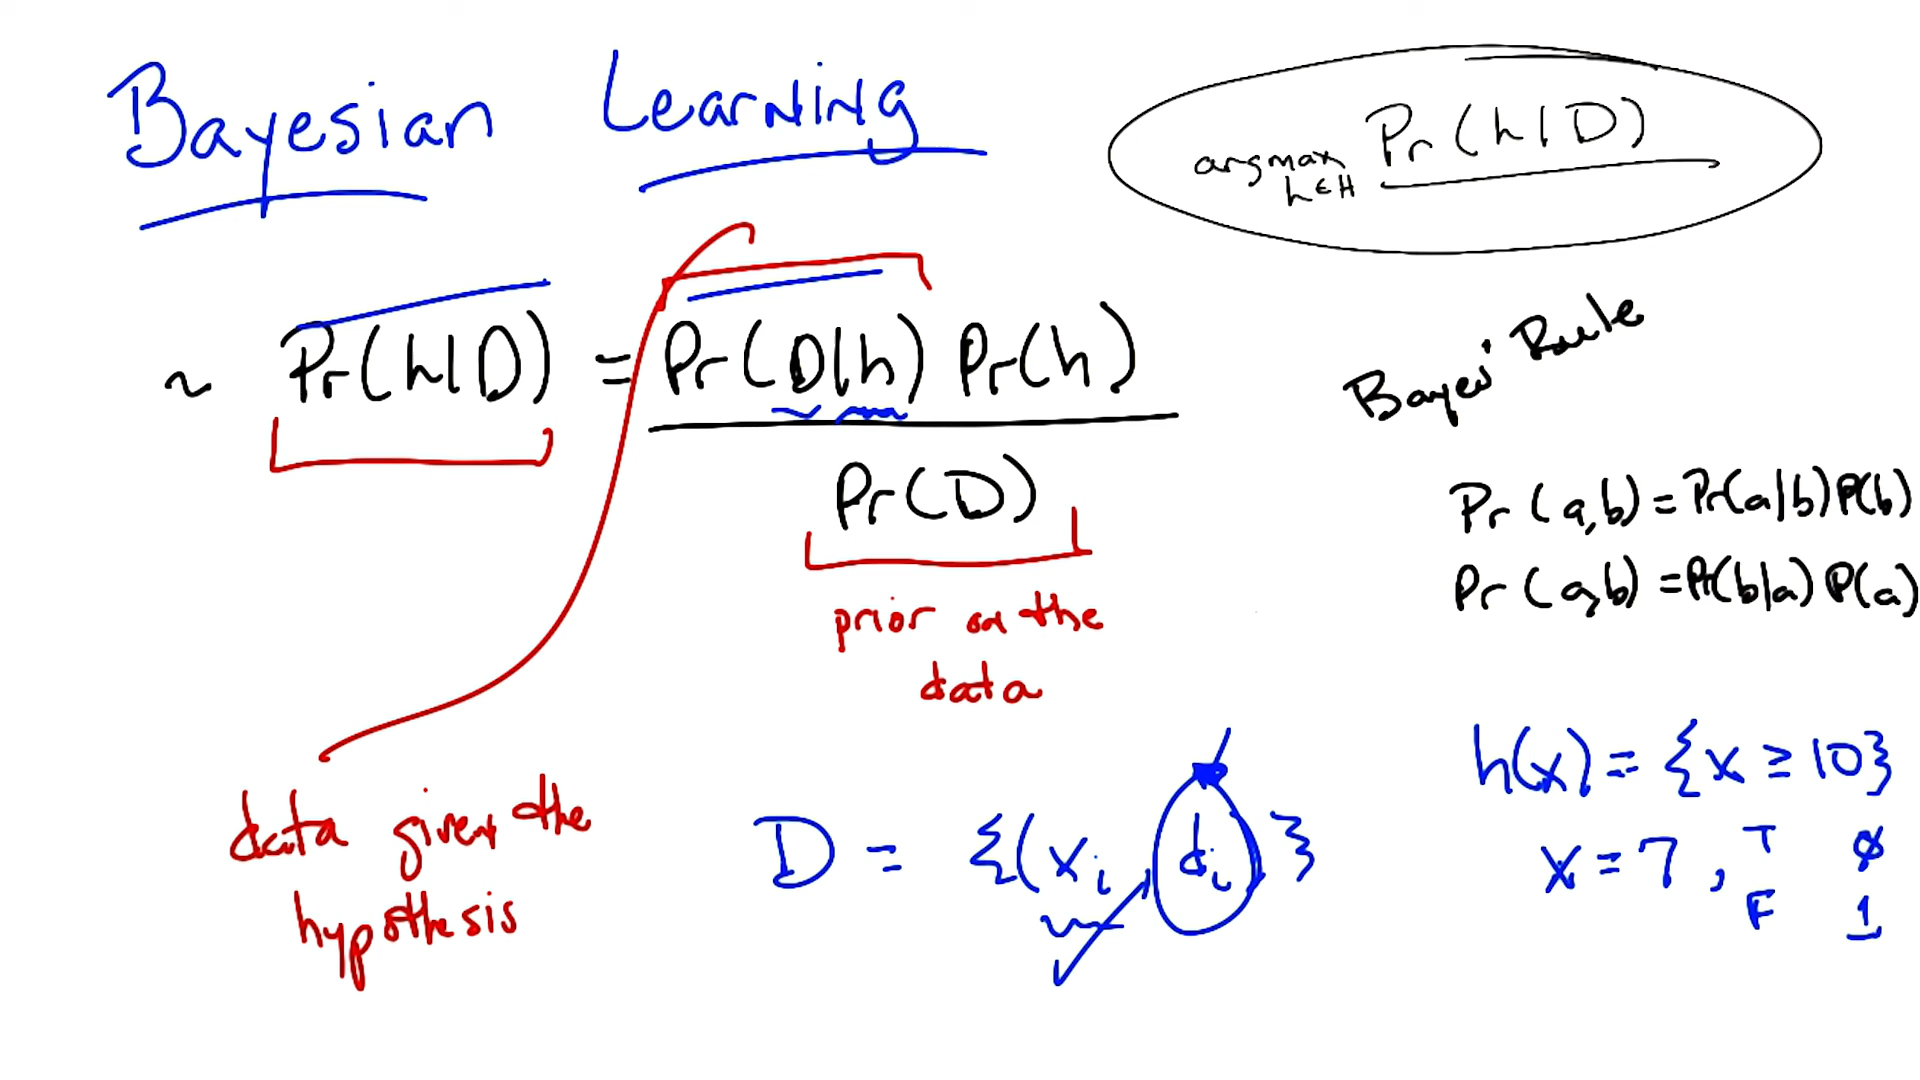 Bayesian Learning
argmax Pr(h|D)
h∈H
~ Pr(h|D) = Pr(D|h) Pr(h)
Pr(D)
Bayes' Rule
Pr(a,b) = Pr(a|b) P(b)
Pr(a,b) = Pr(b|a) P(a)
prior on the
data
data given the
hypothesis
D = {(xi, di)}
h(x) = {x ≥ 10}
x = 7, T 0
F 1